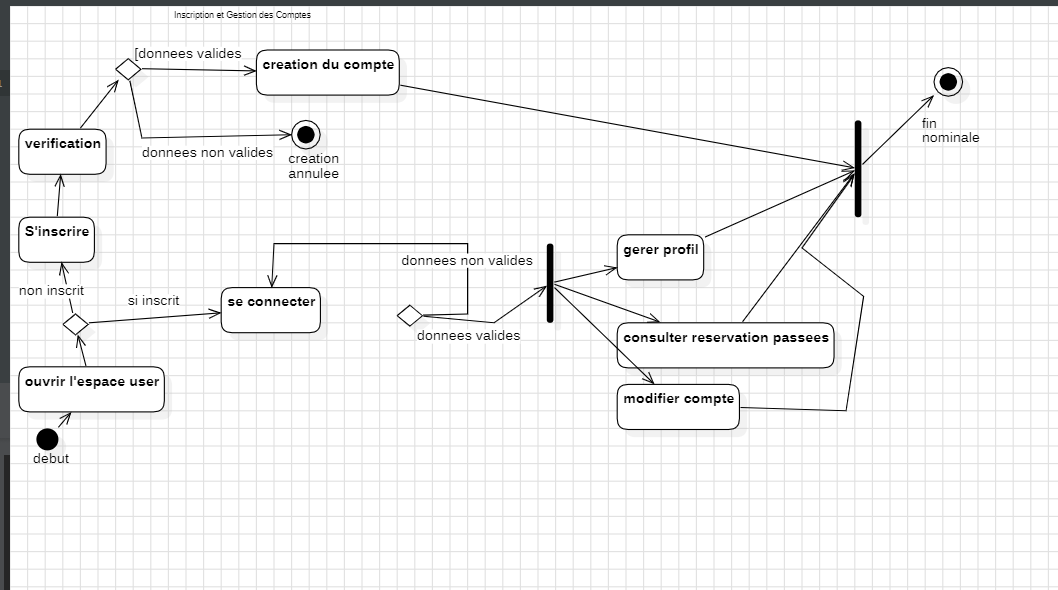 Inscription et Gestion des Comptes
[donnees valides
creation du compte
fin
nominale
verification
donnees non valides
creation
annulee
S'inscrire
gerer profil
donnees non valides
non inscrit
si inscrit
se connecter
donnees valides
consulter reservation passees
ouvrir l'espace user
modifier compte
debut